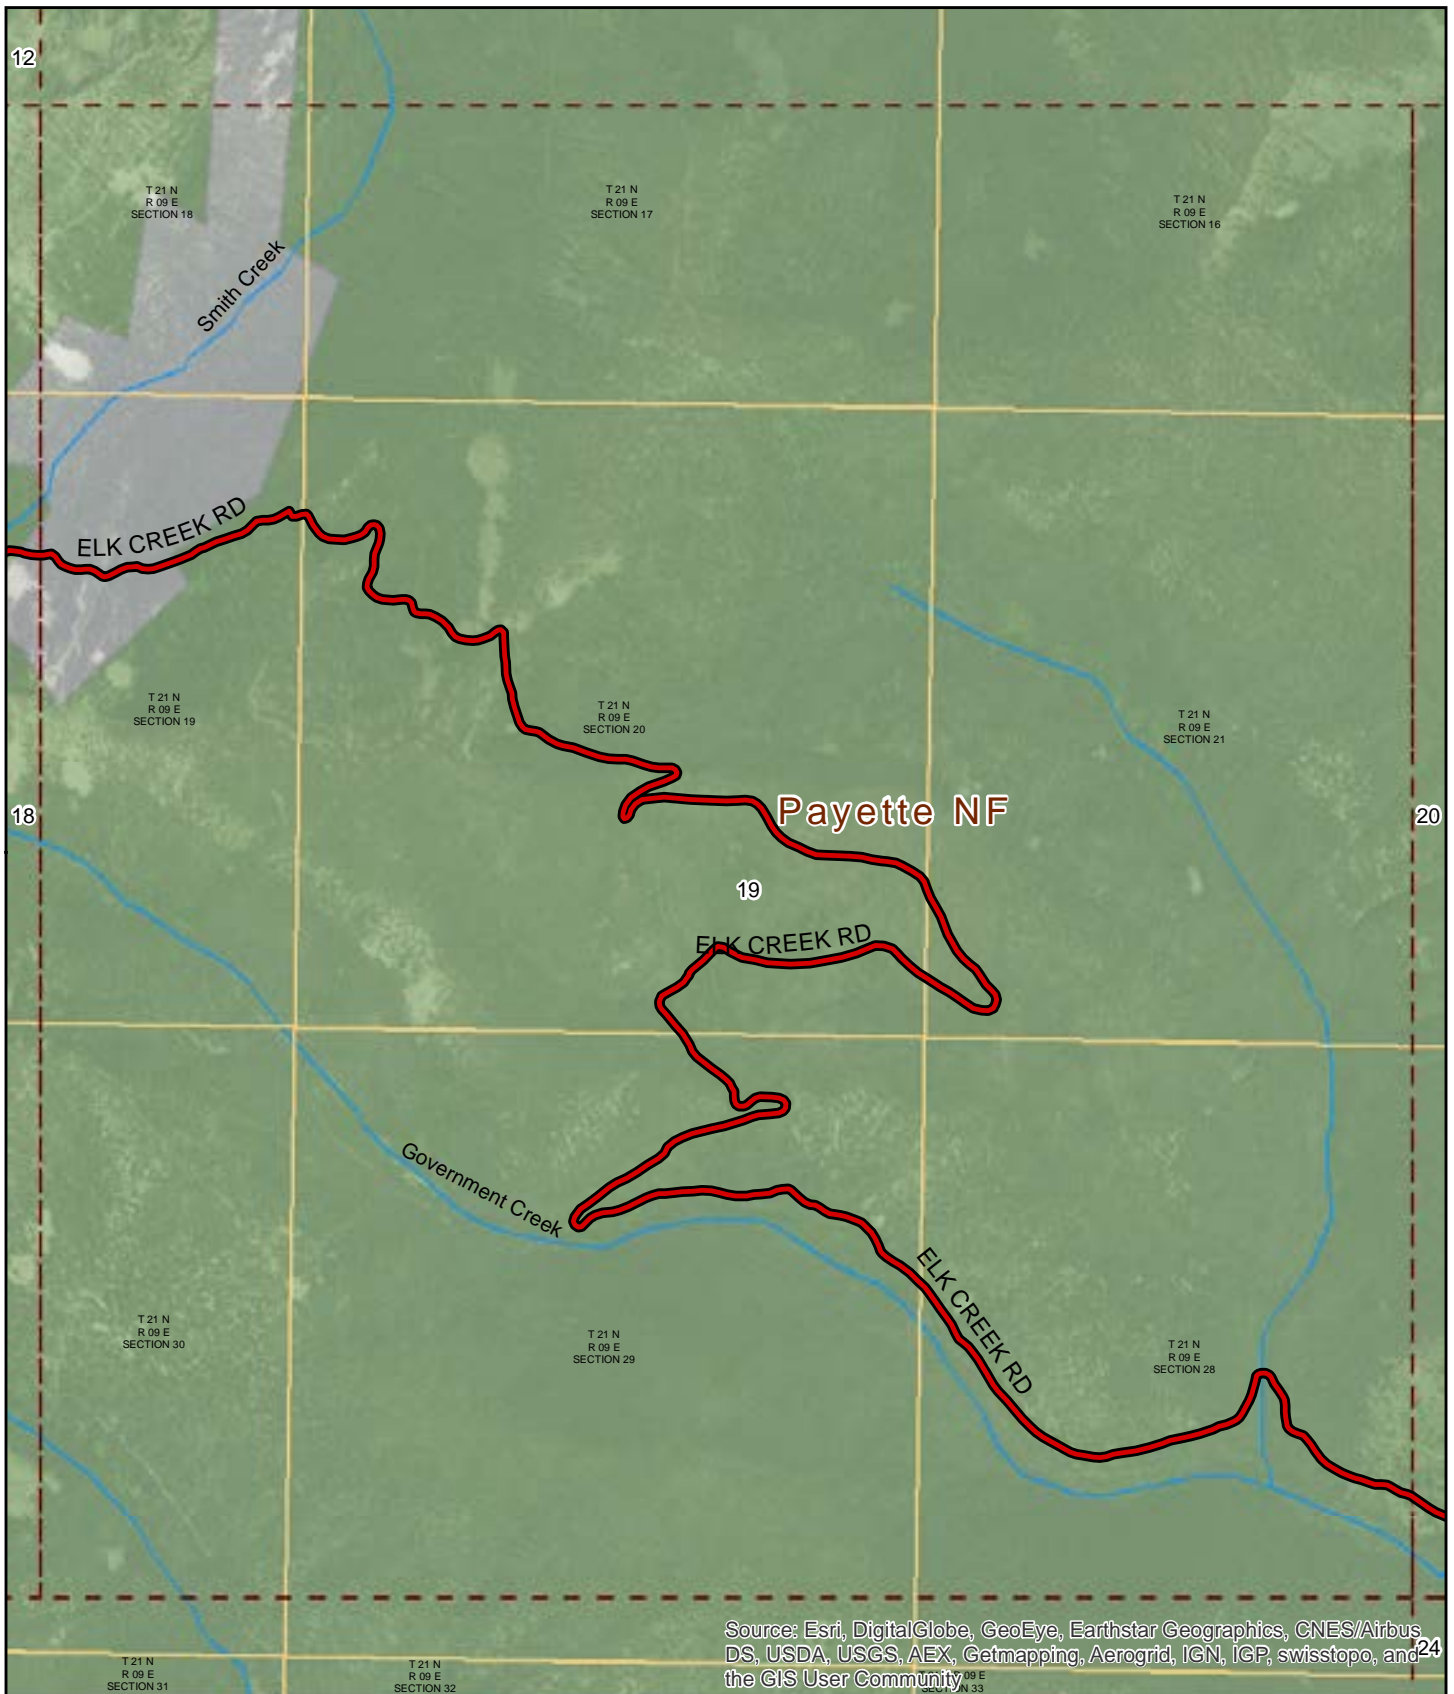 12
T 21 N
R 09 E
SECTION 18
T 21 N
R 09 E
SECTION 17
T 21 N
R 09 E
SECTION 16
Smith Creek
ELK CREEK RD
T 21 N
R 09 E
SECTION 19
T 21 N
R 09 E
SECTION 20
T 21 N
R 09 E
SECTION 21
18
Payette NF
20
19
ELK CREEK RD
Government Creek
ELK CREEK RD
T 21 N
R 09 E
SECTION 30
T 21 N
R 09 E
SECTION 29
T 21 N
R 09 E
SECTION 28
Source: Esri, DigitalGlobe, GeoEye, Earthstar Geographics, CNES/Airbus
DS, USDA, USGS, AEX, Getmapping, Aerogrid, IGN, IGP, swisstopo, and
the GIS User Community
24
T 21 N
R 09 E
SECTION 31
T 21 N
R 09 E
SECTION 32
09 E
SECTION 33